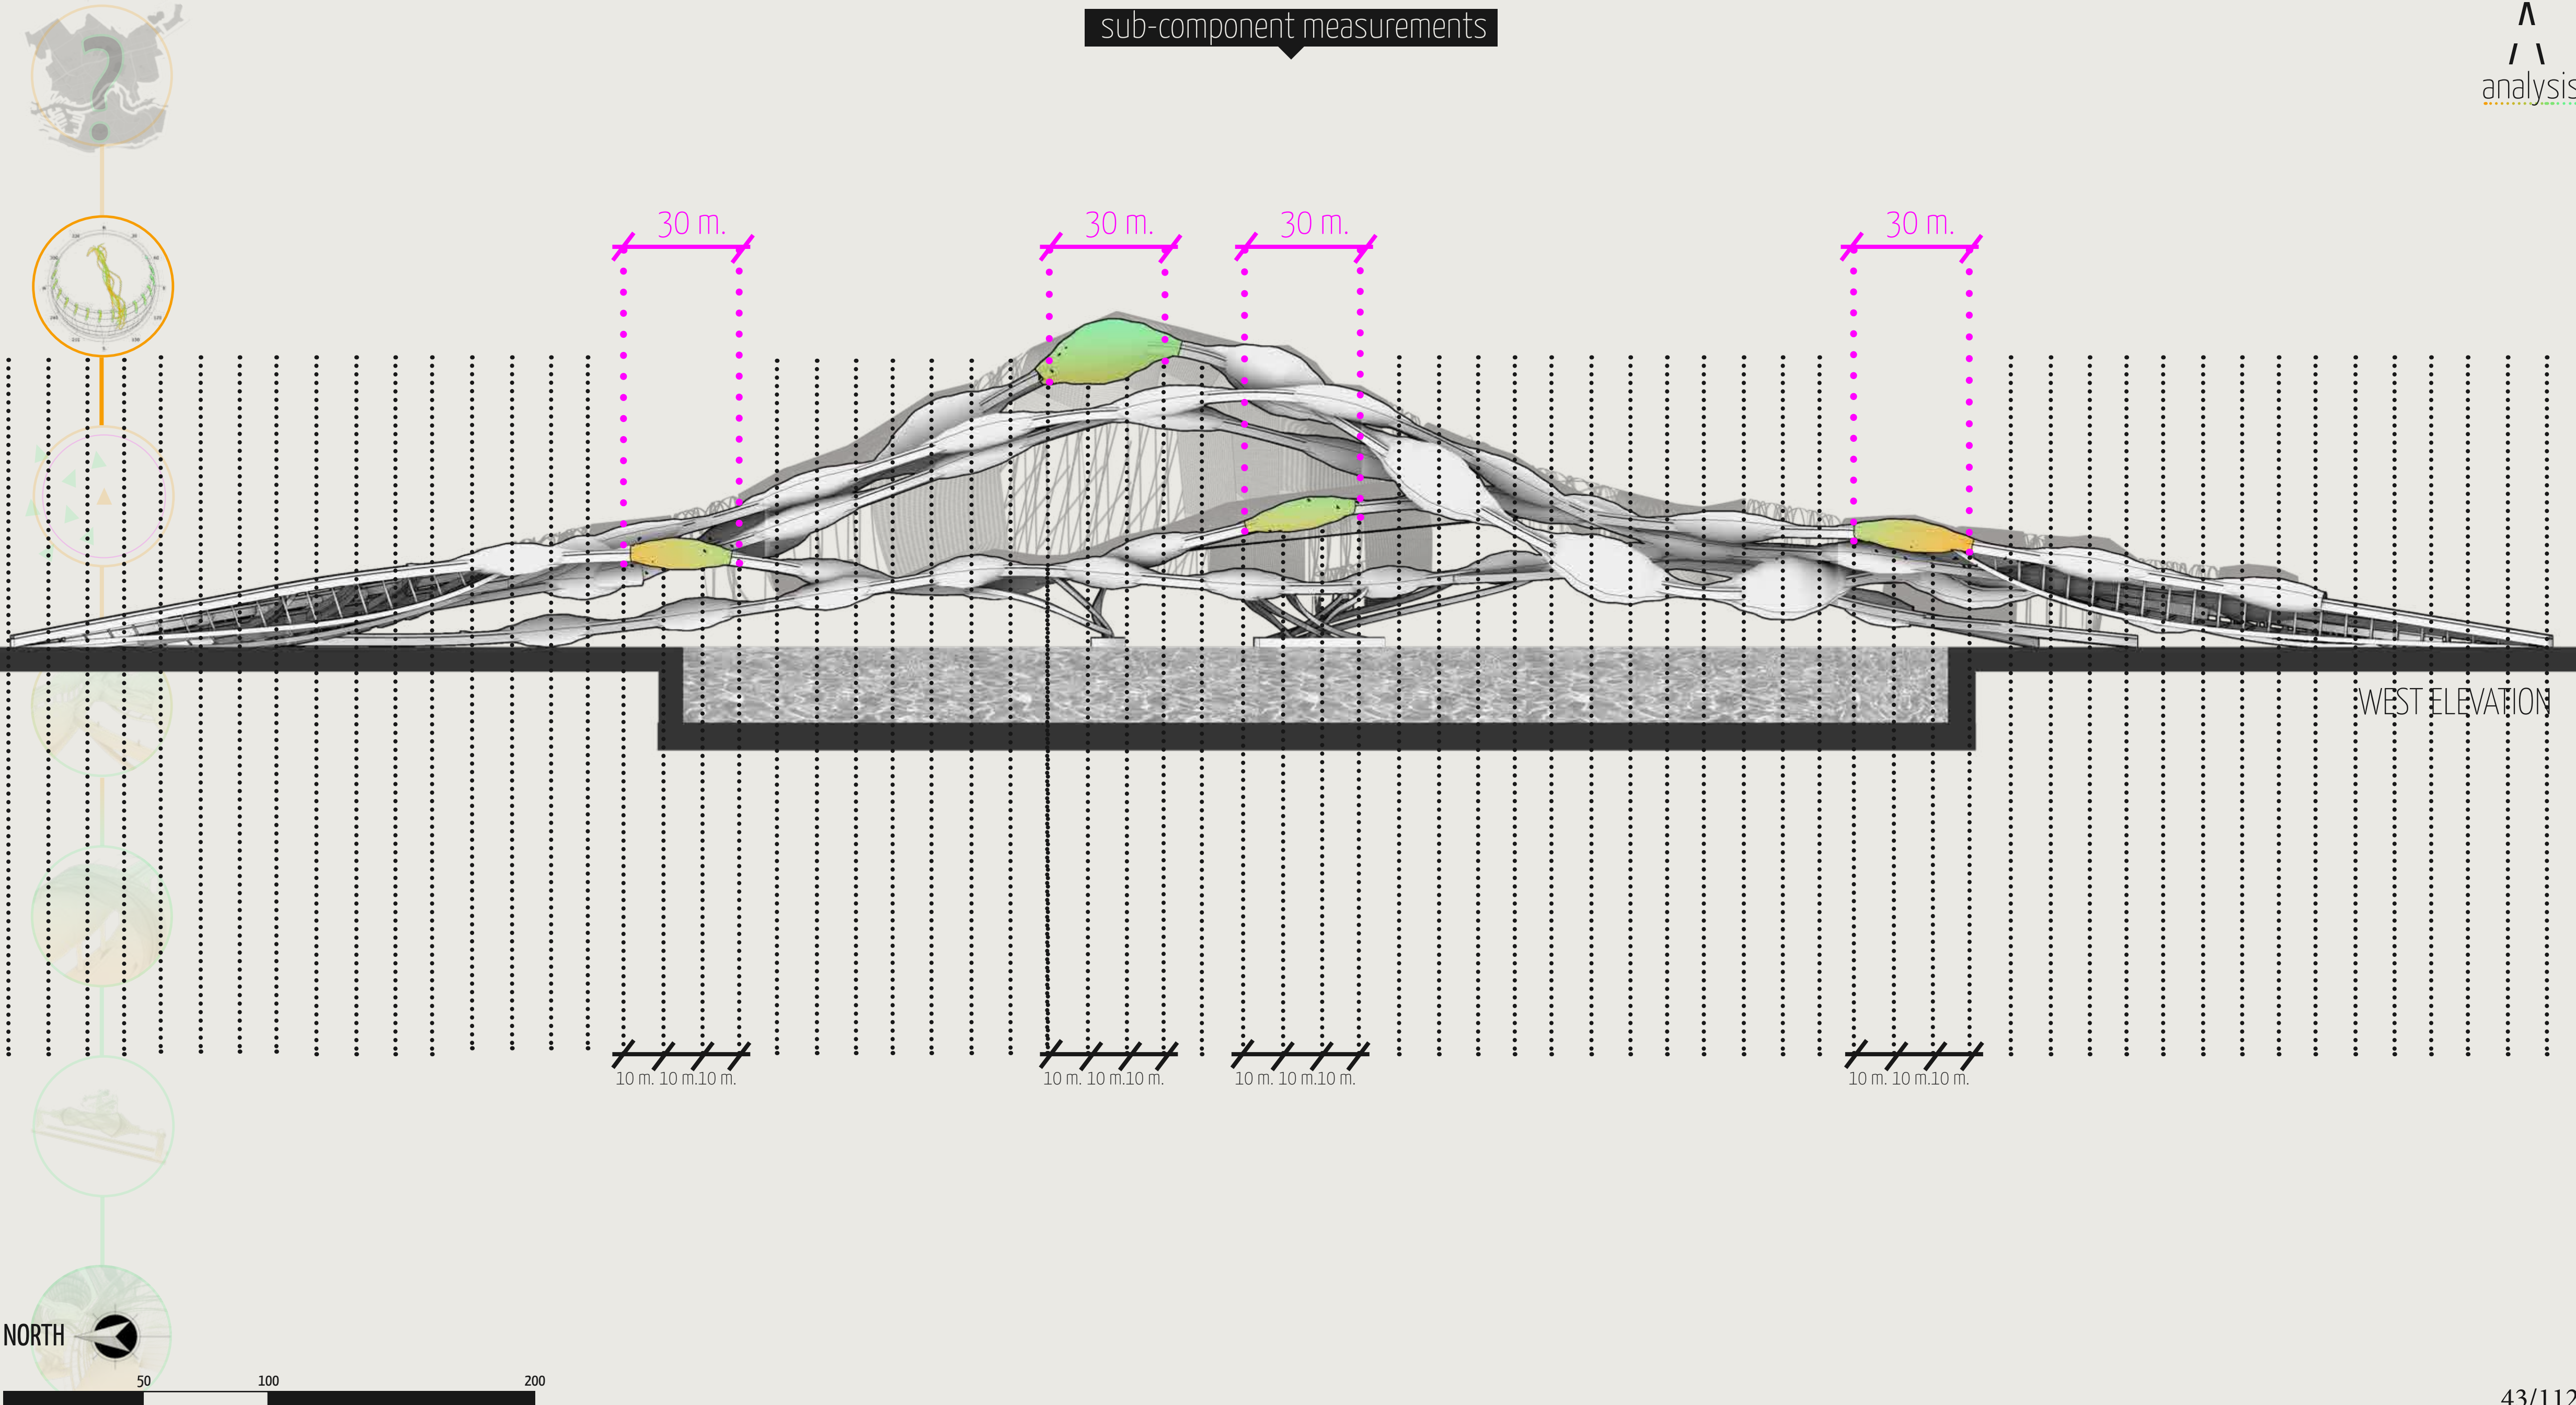 sub-component measurements
analysis
30 m.
30 m.
30 m.
30 m.
WEST ELEVATION
10 m. 10 m.10 m.
10 m. 10 m.10 m.
10 m. 10 m.10 m.
10 m. 10 m.10 m.
NORTH
50
100
200
43/112
?